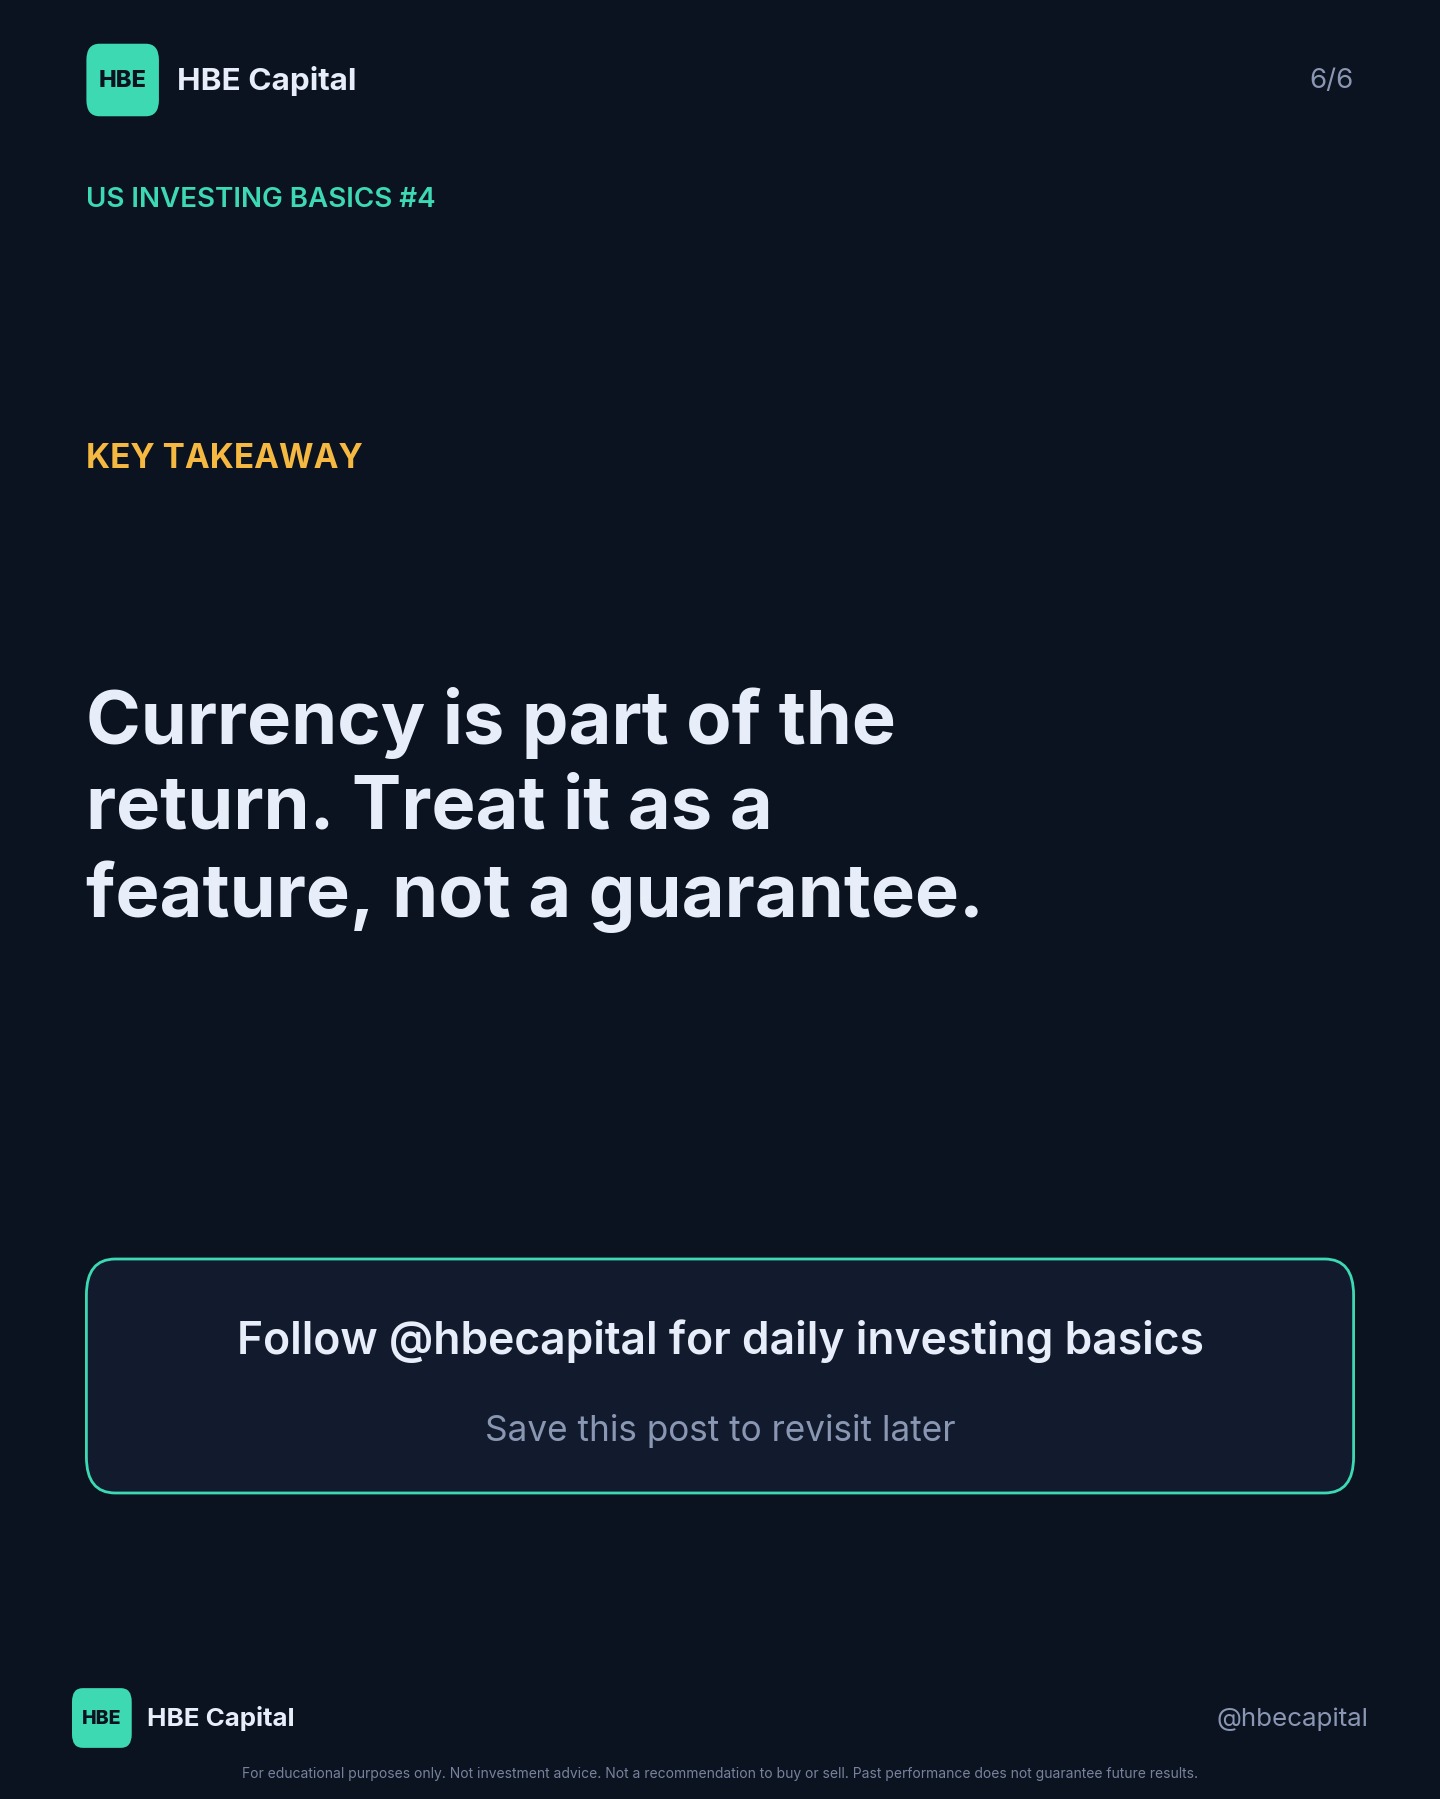 HBE HBE Capital 6/6
US INVESTING BASICS #4
KEY TAKEAWAY
Currency is part of the
return. Treat it as a
feature, not a guarantee.
Follow @hbecapital for daily investing basics
Save this post to revisit later
HBE HBE Capital @hbecapital
For educational purposes only. Not investment advice. Not a recommendation to buy or sell. Past performance does not guarantee future results.